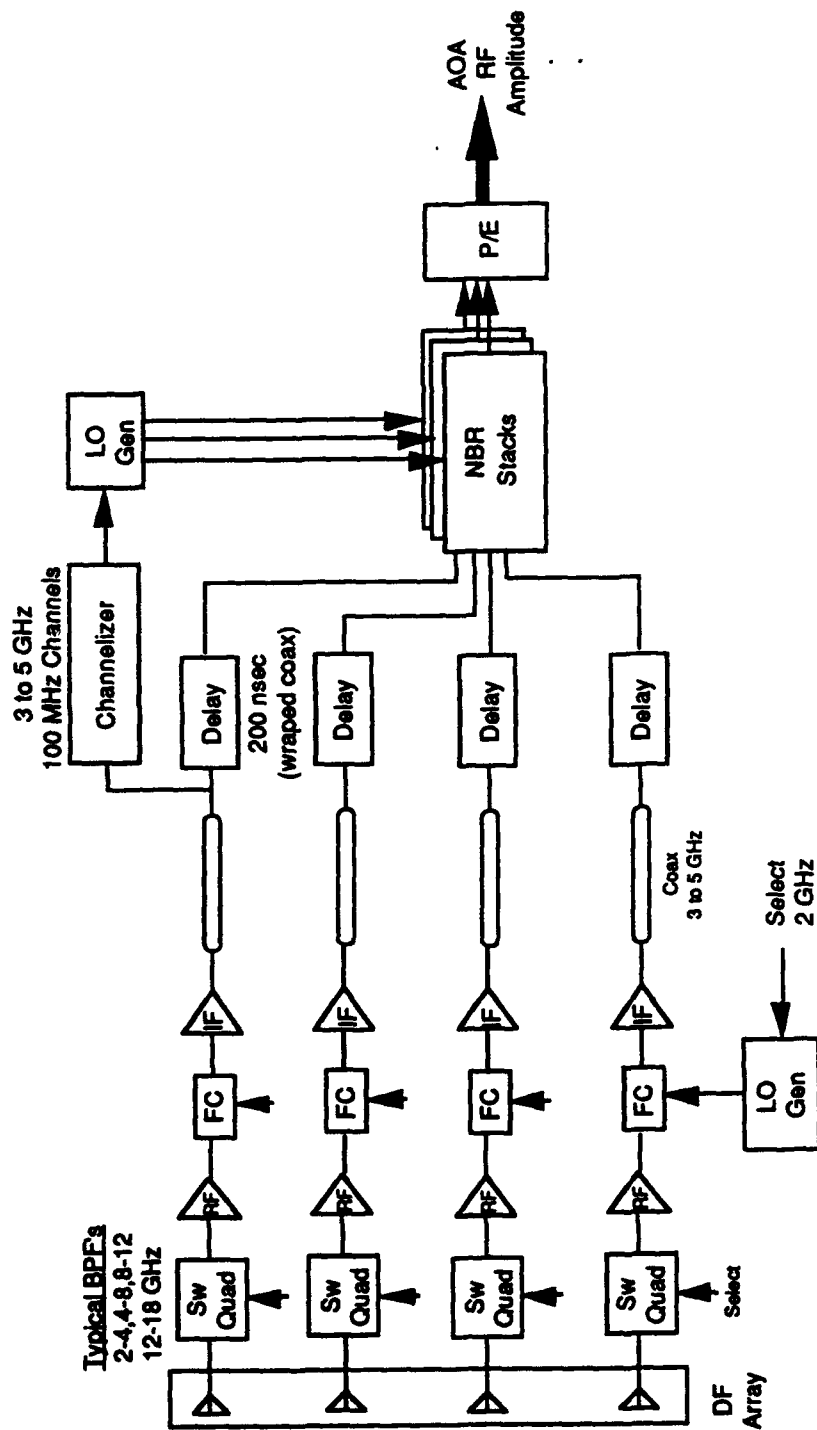 Typical BPF's
2-4,4-8,8-12
12-18 GHz
DF
Array
Sw
Quad
RF
FC
IF
3 to 5 GHz
100 MHz Channels
Channelizer
LO
Gen
Delay
200 nsec
(wraped coax)
Sw
Quad
RF
FC
IF
Delay
Sw
Quad
RF
FC
IF
Delay
Sw
Quad
Select
RF
FC
IF
Coax
3 to 5 GHz
Delay
LO
Gen
Select
2 GHz
NBR
Stacks
P/E
AOA
RF
Amplitude